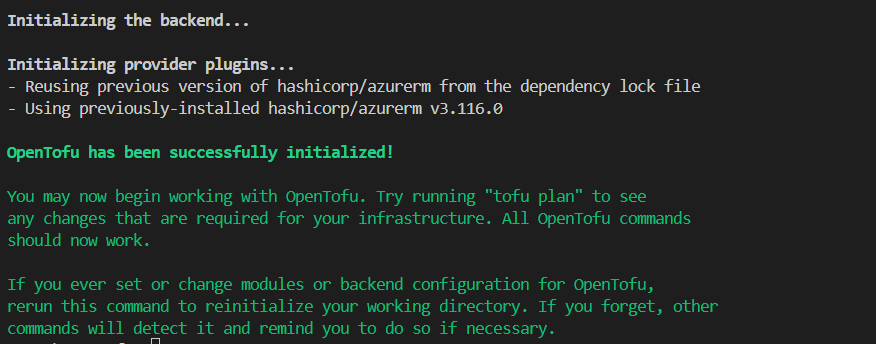 Initializing the backend...
Initializing provider plugins...
- Reusing previous version of hashicorp/azurerm from the dependency lock file
- Using previously-installed hashicorp/azurerm v3.116.0
OpenTofu has been successfully initialized!
You may now begin working with OpenTofu. Try running "tofu plan" to see
any changes that are required for your infrastructure. All OpenTofu commands
should now work.
If you ever set or change modules or backend configuration for OpenTofu,
rerun this command to reinitialize your working directory. If you forget, other
commands will detect it and remind you to do so if necessary.